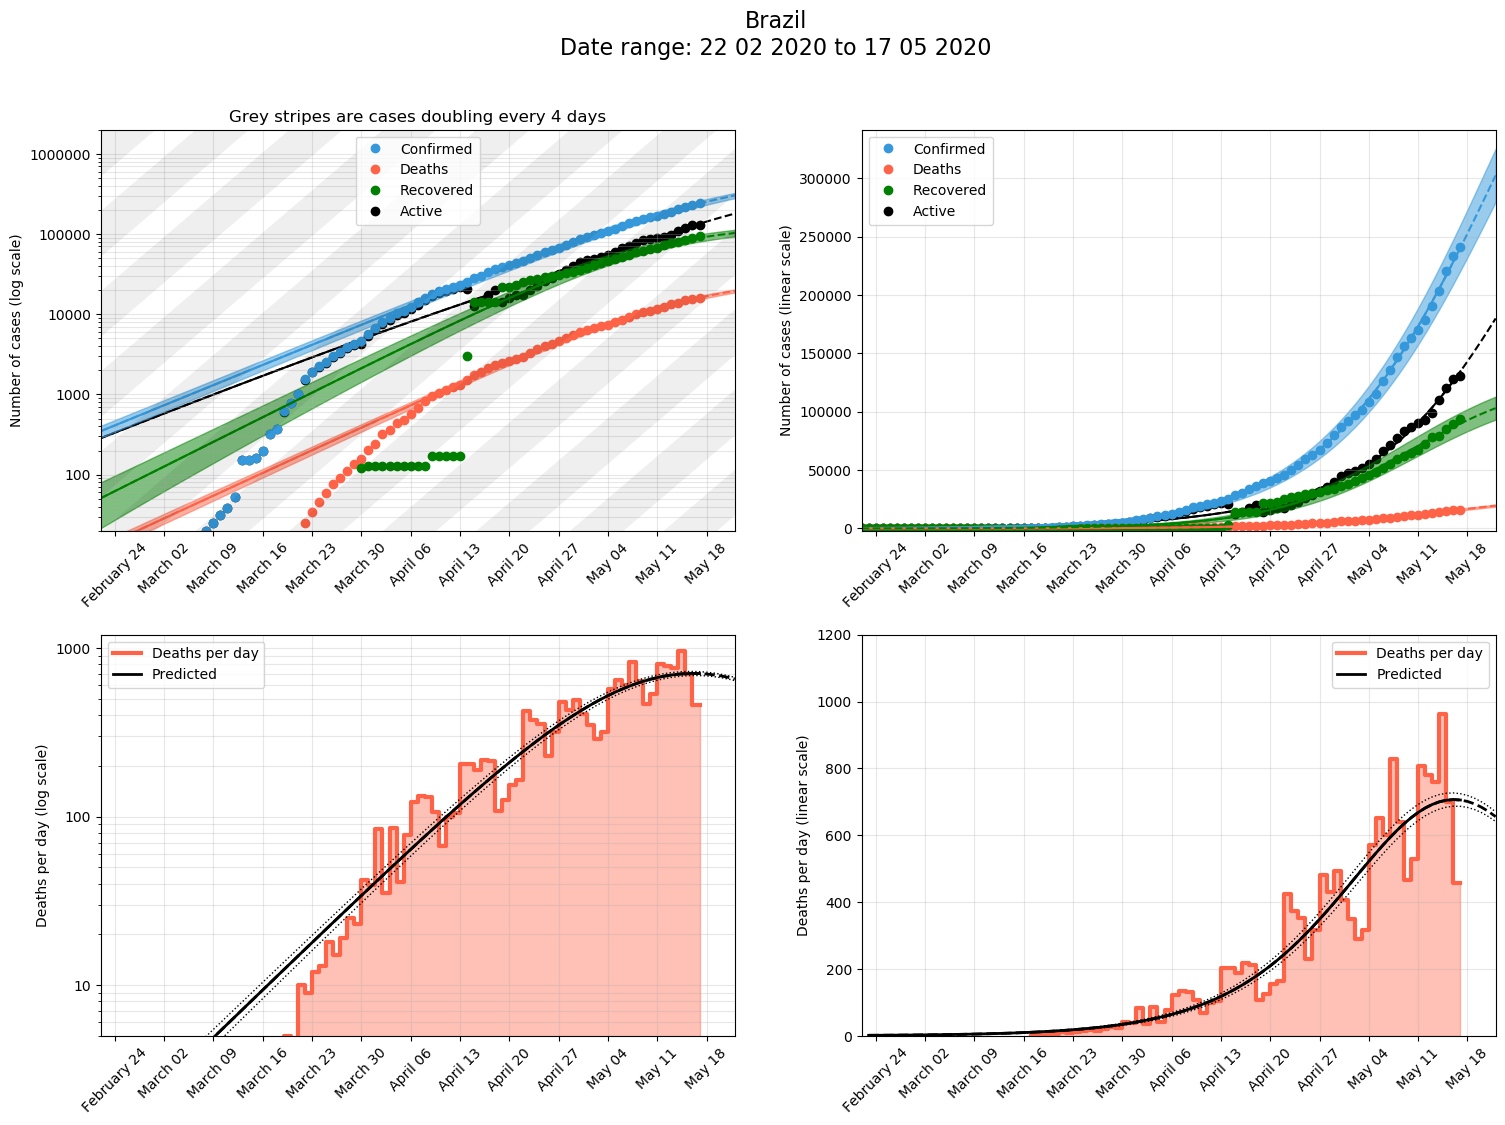 Brazil
Date range: 22 02 2020 to 17 05 2020
Grey stripes are cases doubling every 4 days
Number of cases (log scale)
1000000
100000
10000
1000
100
Confirmed
Deaths
Recovered
Active
February 24
March 02
March 09
March 16
March 23
March 30
April 06
April 13
April 20
April 27
May 04
May 11
May 18
Number of cases (linear scale)
300000
250000
200000
150000
100000
50000
0
Confirmed
Deaths
Recovered
Active
February 24
March 02
March 09
March 16
March 23
March 30
April 06
April 13
April 20
April 27
May 04
May 11
May 18
Deaths per day (log scale)
1000
100
10
Deaths per day
Predicted
February 24
March 02
March 09
March 16
March 23
March 30
April 06
April 13
April 20
April 27
May 04
May 11
May 18
Deaths per day (linear scale)
1200
1000
800
600
400
200
0
Deaths per day
Predicted
February 24
March 02
March 09
March 16
March 23
March 30
April 06
April 13
April 20
April 27
May 04
May 11
May 18